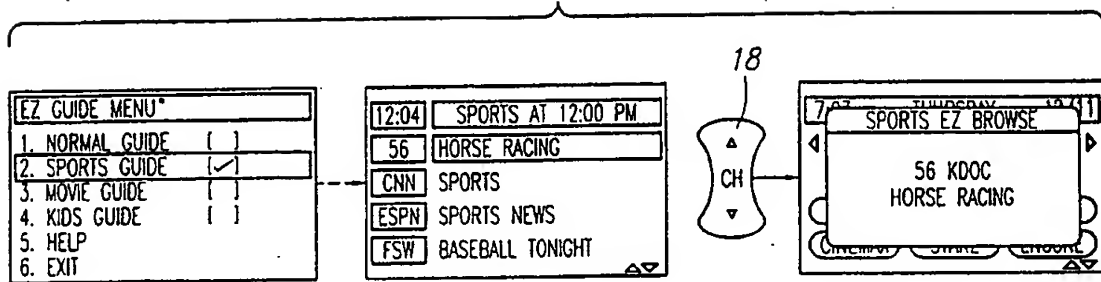 18
EZ GUIDE MENU"
1. NORMAL GUIDE [ ]
2. SPORTS GUIDE [✓]
3. MOVIE GUIDE [ ]
4. KIDS GUIDE [ ]
5. HELP
6. EXIT
12:04 SPORTS AT 12:00 PM
56 HORSE RACING
CNN SPORTS
ESPN SPORTS NEWS
FSW BASEBALL TONIGHT
CH
SPORTS EZ BROWSE
56 KDOC
HORSE RACING